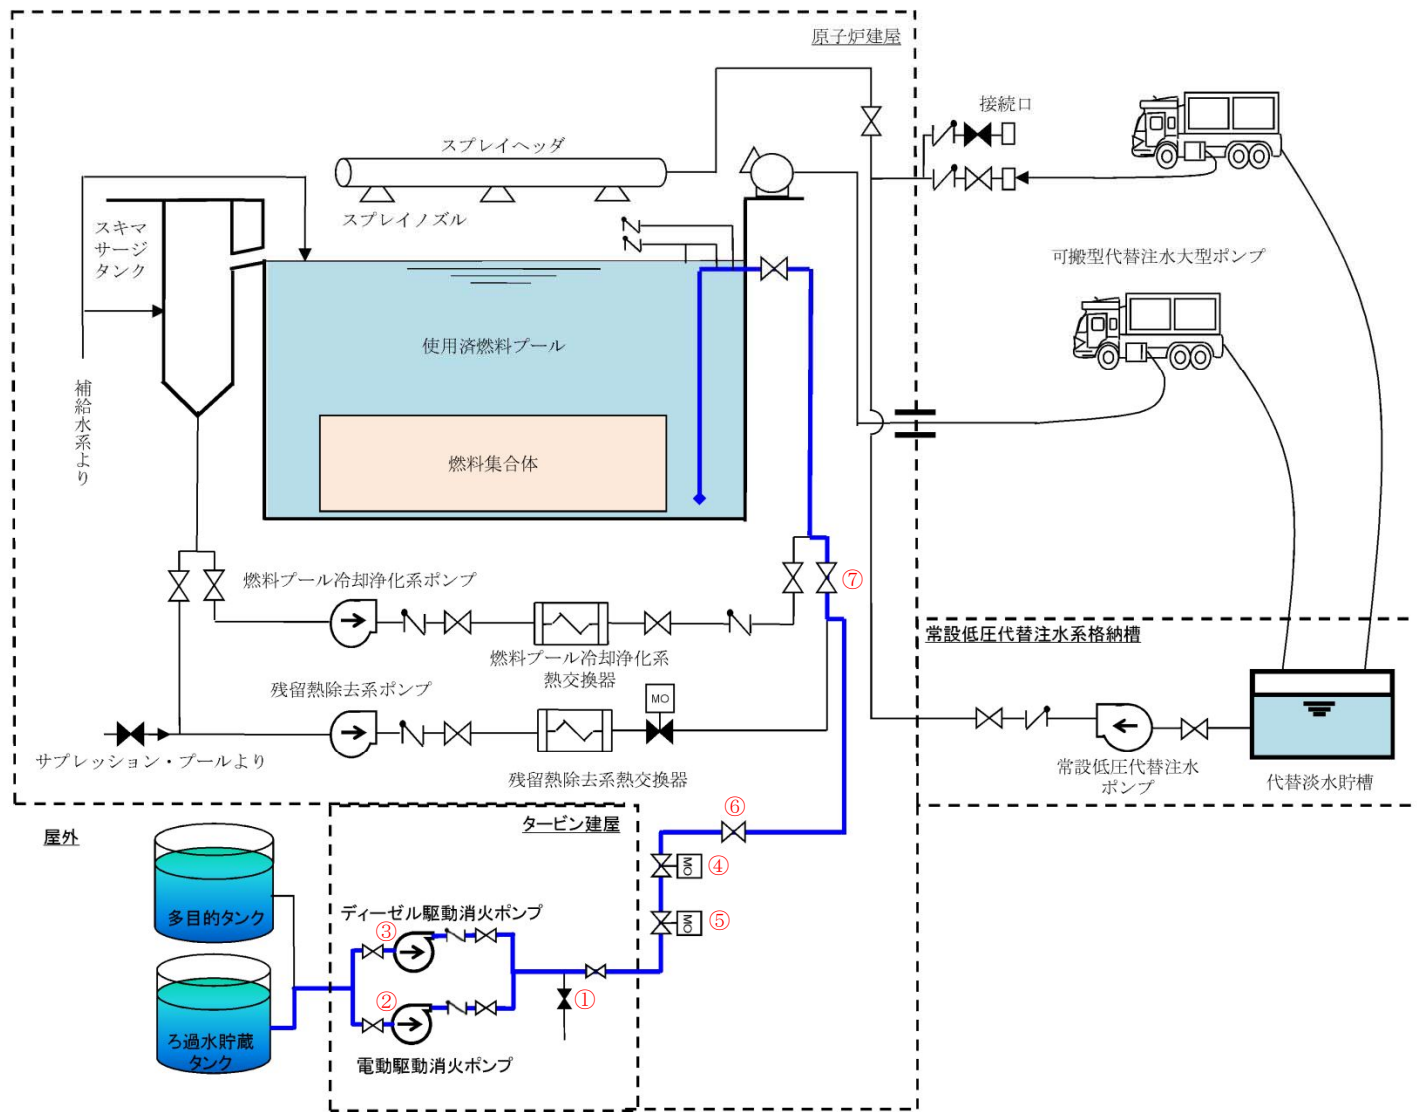 原子炉建屋
接続口
スプレイヘッダ
スプレイノズル
スキマ
サージ
タンク
可搬型代替注水大型ポンプ
使用済燃料プール
補給水系より
燃料集合体
燃料プール冷却浄化系ポンプ
⑦
燃料プール冷却浄化系
熱交換器
常設低圧代替注水系格納槽
残留熱除去系ポンプ
MO
サプレッション・プールより
残留熱除去系熱交換器
常設低圧代替注水
ポンプ
代替淡水貯槽
屋外
タービン建屋
⑥
MO
④
MO
⑤
多目的タンク
ディーゼル駆動消火ポンプ
③
②
①
ろ過水貯蔵
タンク
電動駆動消火ポンプ